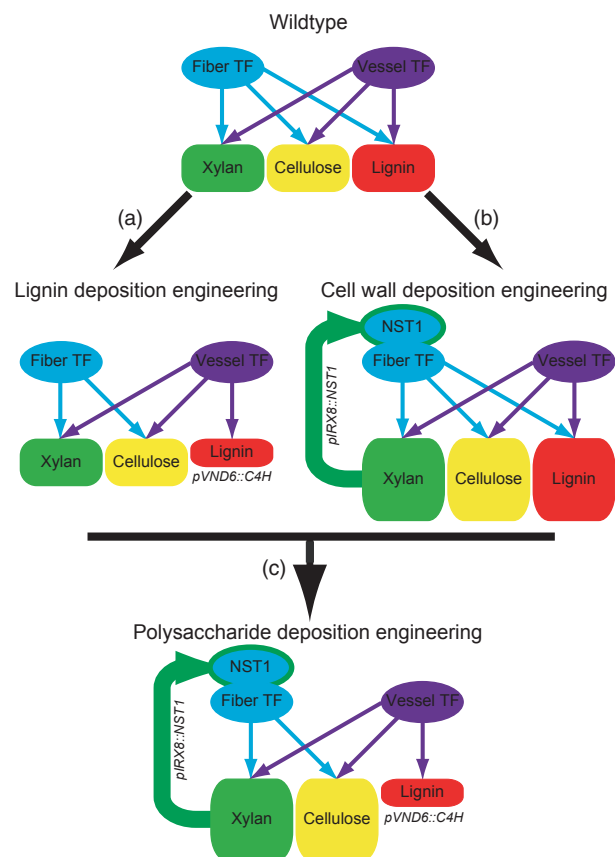 Wildtype
Fiber TF
Vessel TF
Xylan
Cellulose
Lignin
(a)
(b)
Lignin deposition engineering
Cell wall deposition engineering
Fiber TF
Vessel TF
Xylan
Cellulose
Lignin
pVND6::C4H
NST1
Fiber TF
Vessel TF
pIRX8::NST1
Xylan
Cellulose
Lignin
(c)
Polysaccharide deposition engineering
NST1
Fiber TF
Vessel TF
pIRX8::NST1
Xylan
Cellulose
Lignin
pVND6::C4H